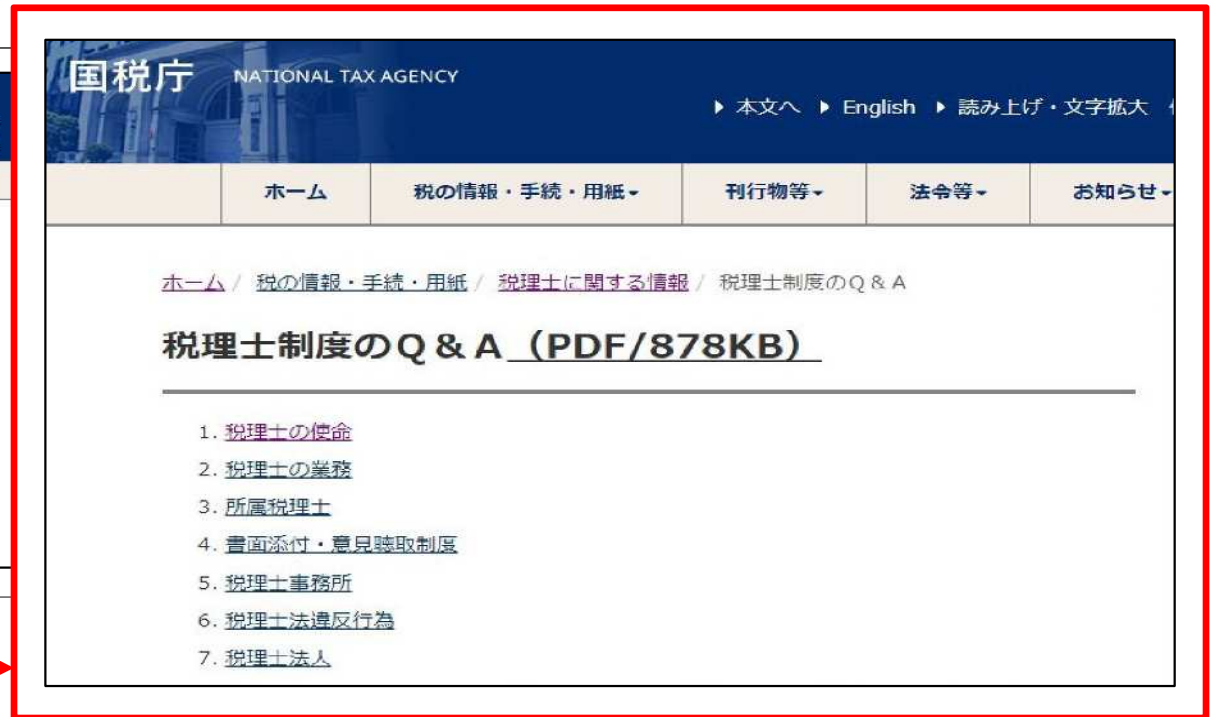 国税庁 NATIONAL TAX AGENCY
▶ 本文へ ▶ English ▶ 読み上げ・文字拡大
ホーム 税の情報・手続・用紙 刊行物等 法令等 お知らせ
ホーム / 税の情報・手続・用紙 / 税理士に関する情報 / 税理士制度のQ&A
税理士制度のQ&A (PDF/878KB)
1. 税理士の使命
2. 税理士の業務
3. 所属税理士
4. 書面添付・意見聴取制度
5. 税理士事務所
6. 税理士法違反行為
7. 税理士法人